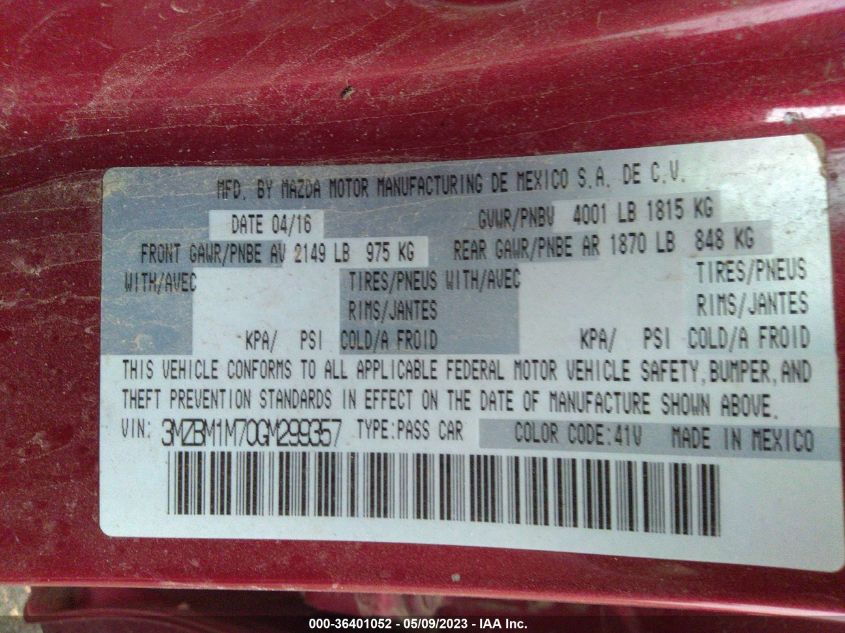 MFD. BY MAZDA MOTOR MANUFACTURING DE MEXICO S.A. DE C.V.
DATE 04/16 GVWR/PNBV 4001 LB 1815 KG
FRONT GAWR/PNBE AV 2149 LB 975 KG REAR GAWR/PNBE AR 1870 LB 848 KG
WITH/AVEC TIRES/PNEUS WITH/AVEC TIRES/PNEUS
RIMS/JANTES RIMS/JANTES
KPA/ PSI COLD/A FROID KPA/ PSI COLD/A FROID
THIS VEHICLE CONFORMS TO ALL APPLICABLE FEDERAL MOTOR VEHICLE SAFETY, BUMPER, AND
THEFT PREVENTION STANDARDS IN EFFECT ON THE DATE OF MANUFACTURE SHOWN ABOVE.
VIN: 3MZBM1M70GM299357 TYPE:PASS CAR COLOR CODE:41V MADE IN MEXICO
000-36401052 - 05/09/2023 - IAA Inc.